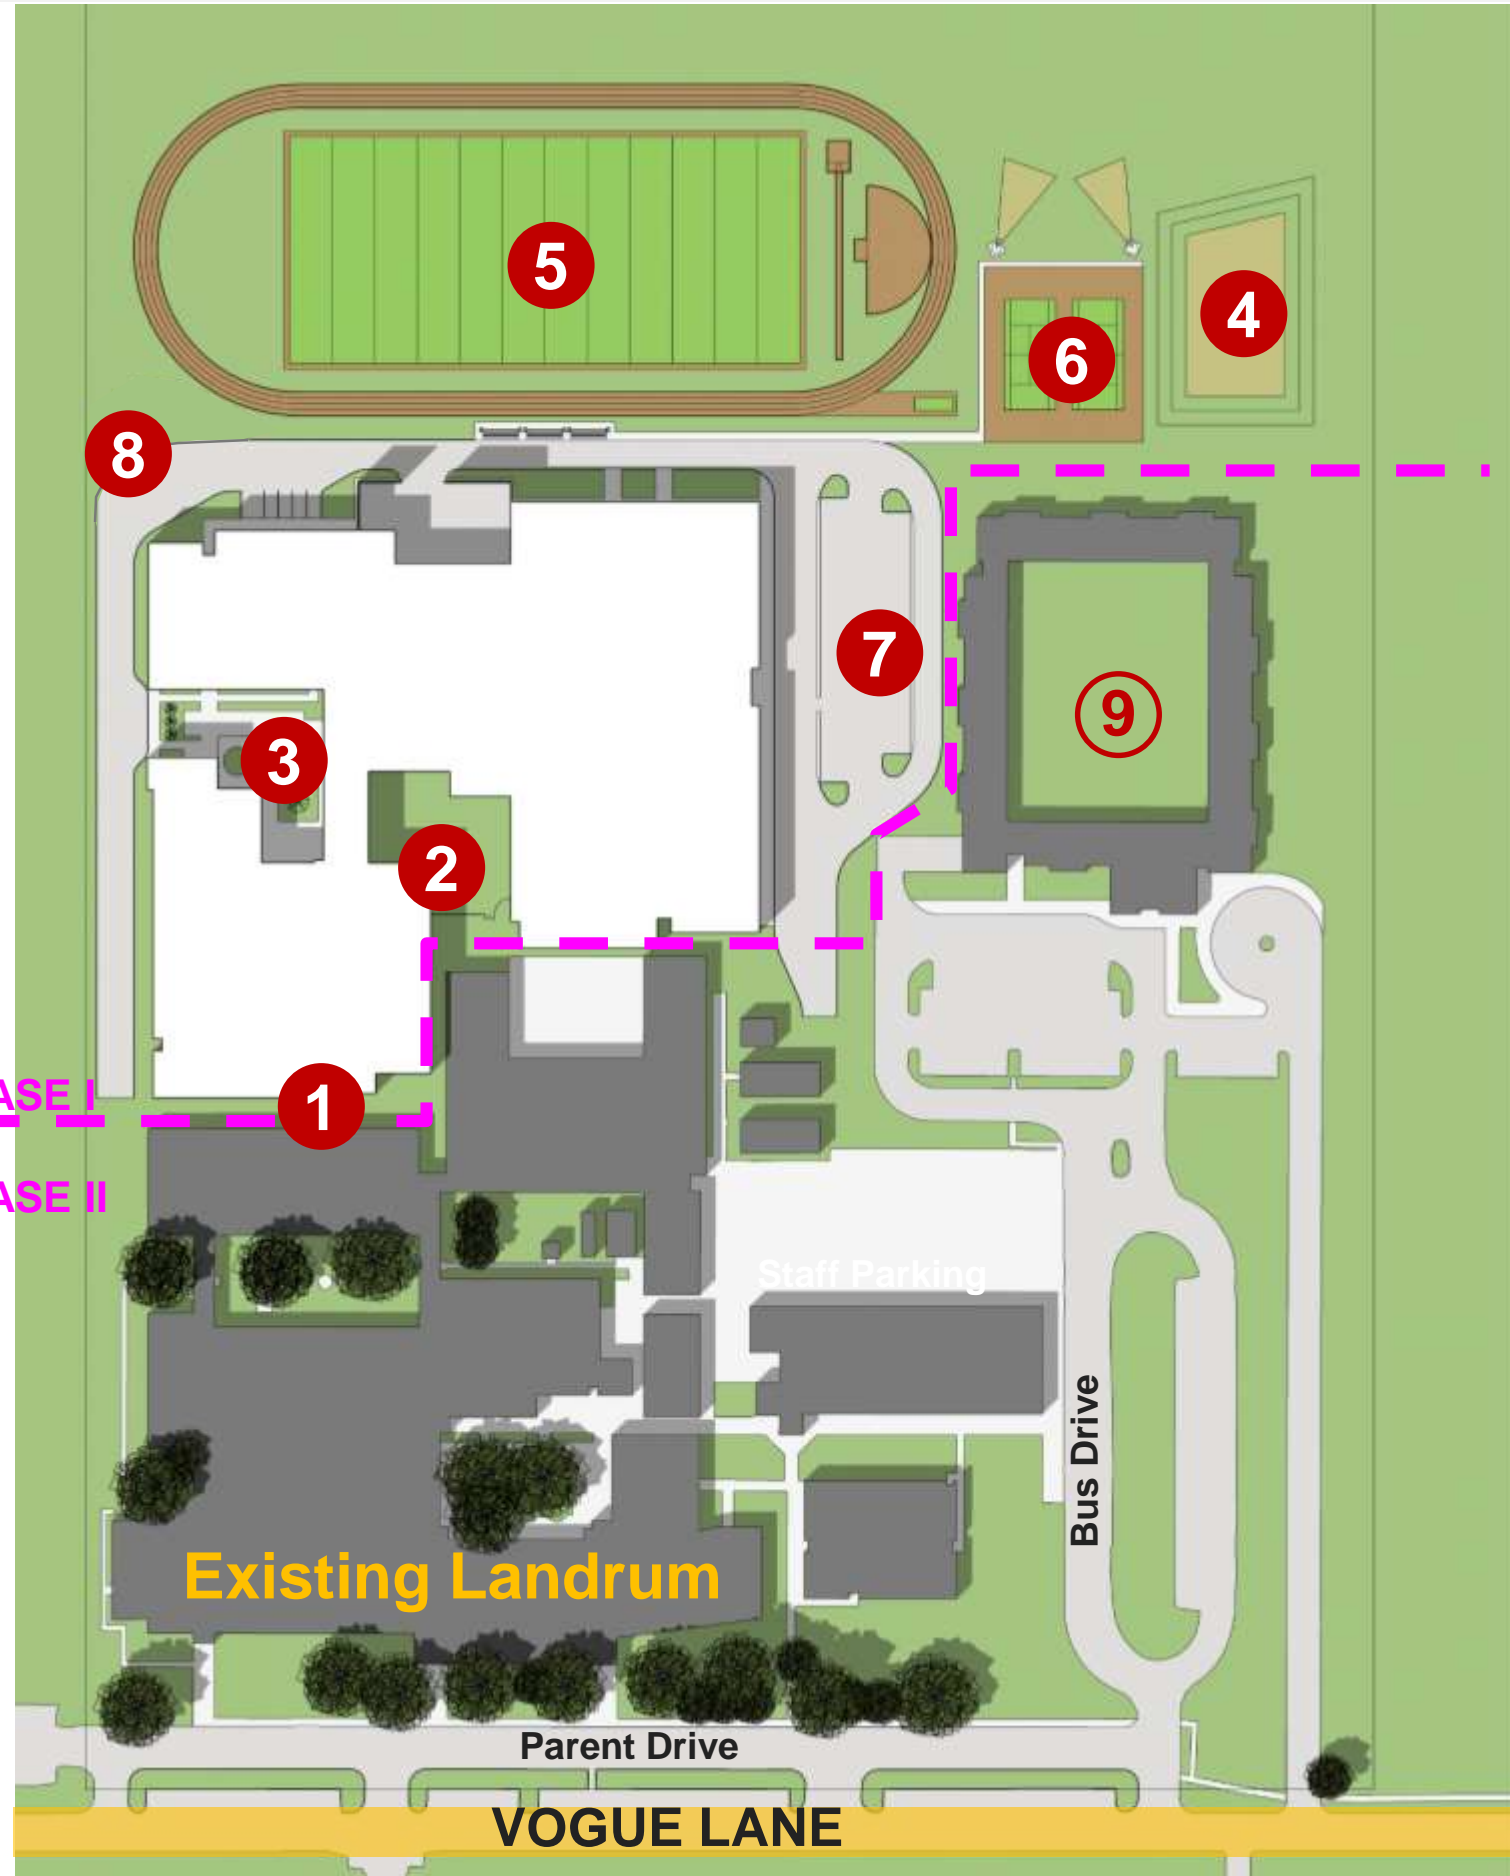 5
4
6
8
7
9
3
2
ASE I
1
ASE II
Staff Parking
Bus Drive
Existing Landrum
Parent Drive
VOGUE LANE